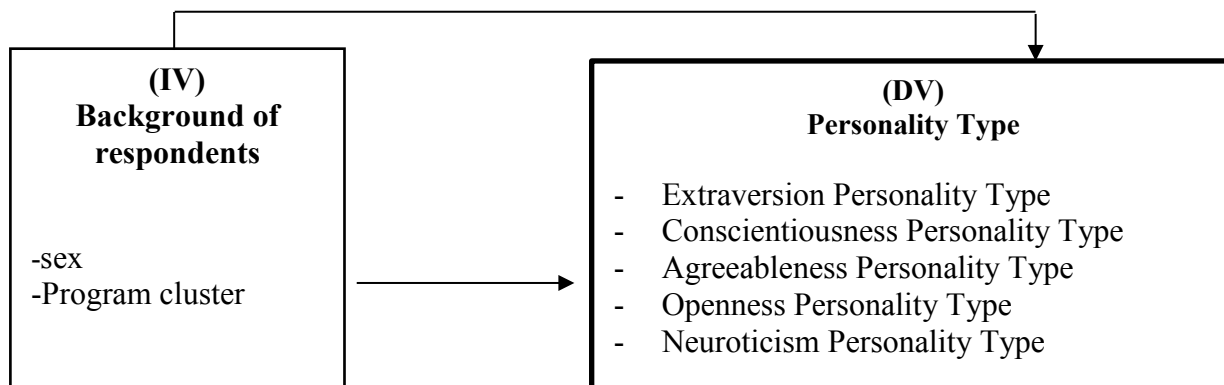 (IV)
Background of
respondents
-sex
-Program cluster
(DV)
Personality Type
- Extraversion Personality Type
- Conscientiousness Personality Type
- Agreeableness Personality Type
- Openness Personality Type
- Neuroticism Personality Type